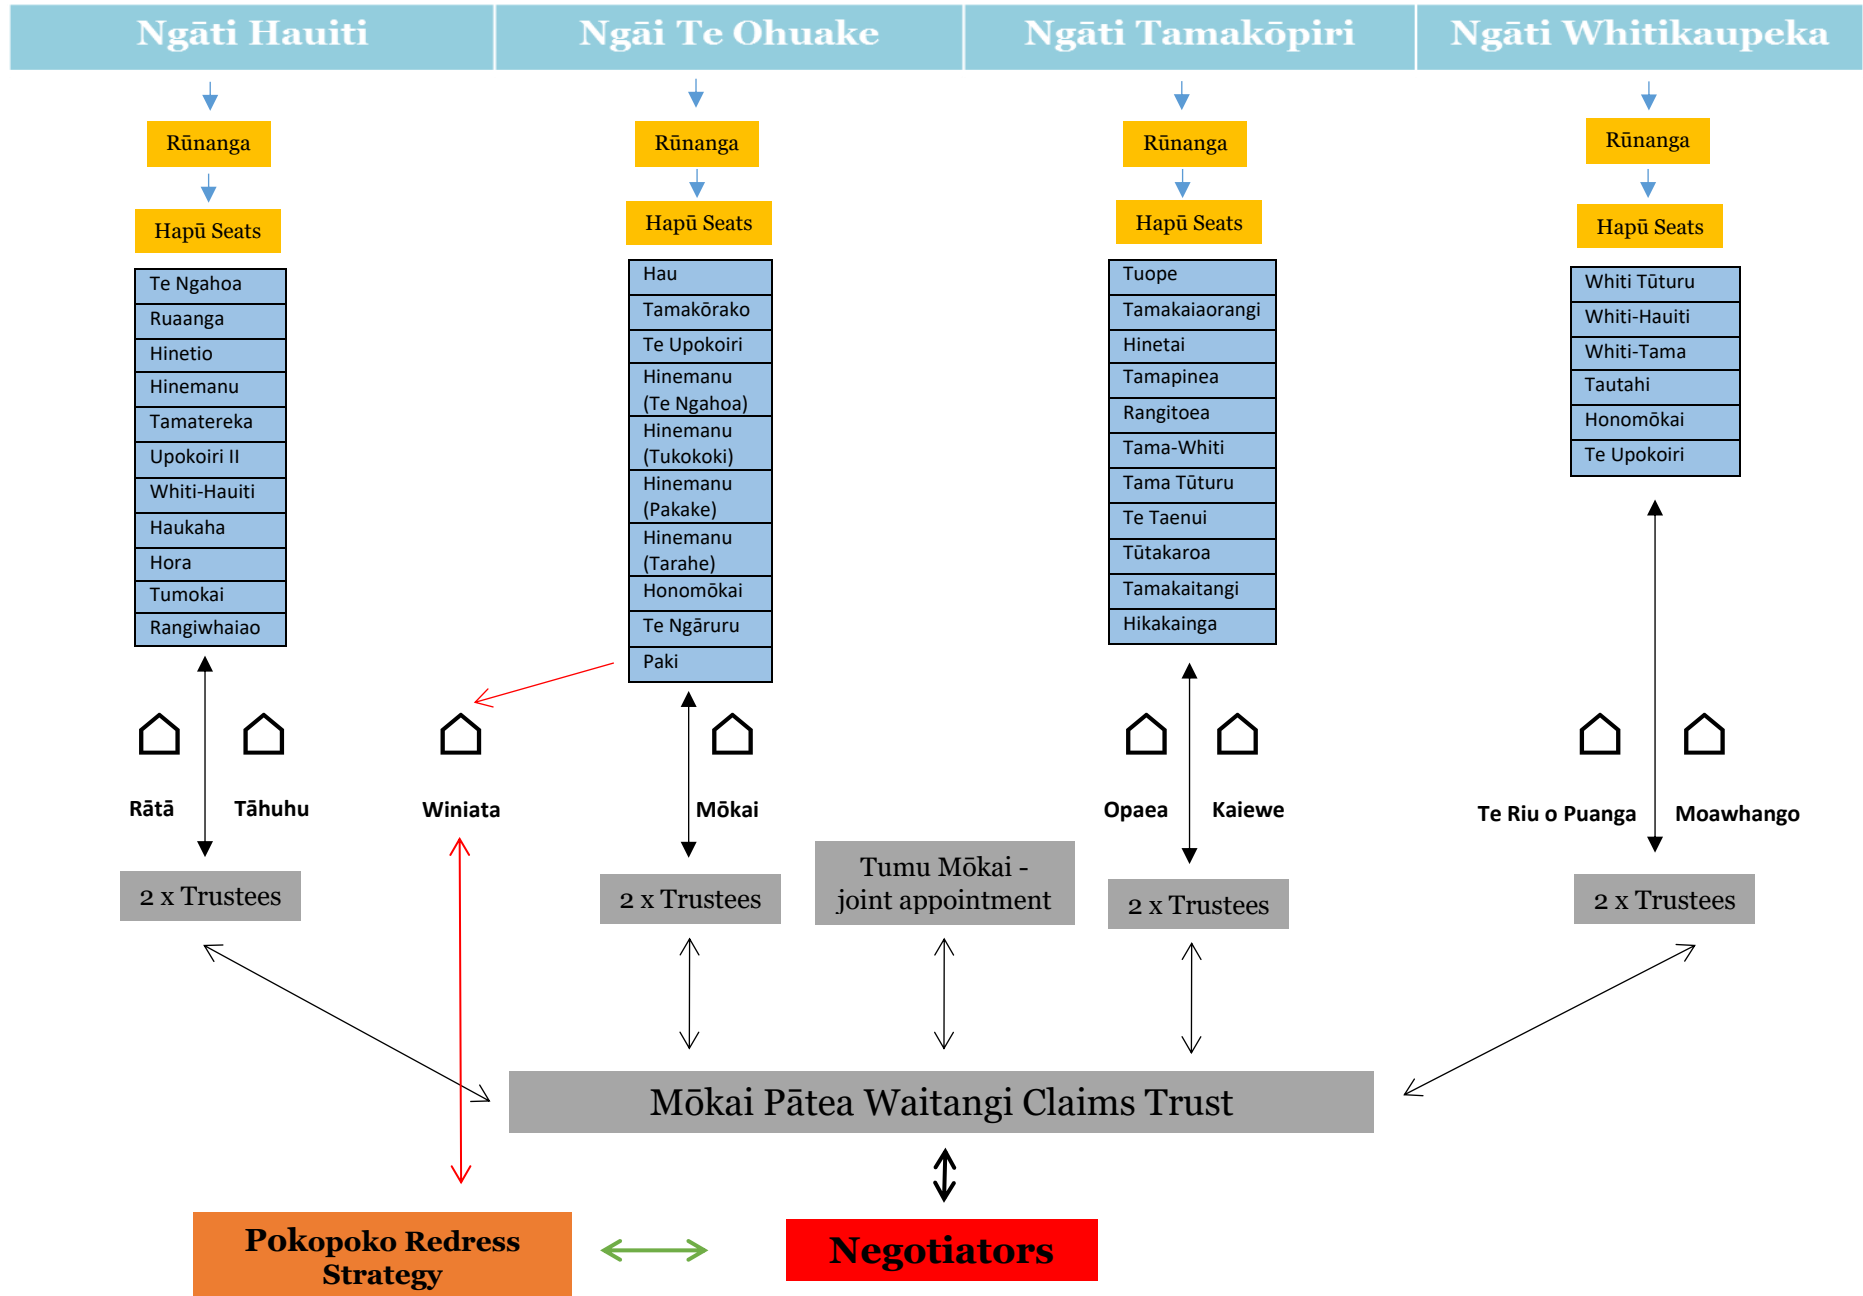 Ngāti Hauiti
Ngāi Te Ohuake
Ngāti Tamakōpiri
Ngāti Whitikaupeka
Rūnanga
Rūnanga
Rūnanga
Rūnanga
Hapū Seats
Hapū Seats
Hapū Seats
Hapū Seats
Te Ngahoa
Ruaanga
Hinetio
Hinemanu
Tamatereka
Upokoiri II
Whiti-Hauiti
Haukaha
Hora
Tumokai
Rangiwhaiao
Hau
Tamakōrako
Te Upokoiri
Hinemanu
(Te Ngahoa)
Hinemanu
(Tukokoki)
Hinemanu
(Pakake)
Hinemanu
(Tarahe)
Honomōkai
Te Ngāruru
Paki
Tuope
Tamakaiaorangi
Hinetai
Tamapinea
Rangitoea
Tama-Whiti
Tama Tūturu
Te Taenui
Tūtakaroa
Tamakaitangi
Hikakainga
Whiti Tūturu
Whiti-Hauiti
Whiti-Tama
Tautahi
Honomōkai
Te Upokoiri
Rātā
Tāhuhu
Winiata
Mōkai
Opaea
Kaiewe
Te Riu o Puanga
Moawhango
2 x Trustees
2 x Trustees
Tumu Mōkai -
joint appointment
2 x Trustees
2 x Trustees
Mōkai Pātea Waitangi Claims Trust
Pokopoko Redress
Strategy
Negotiators